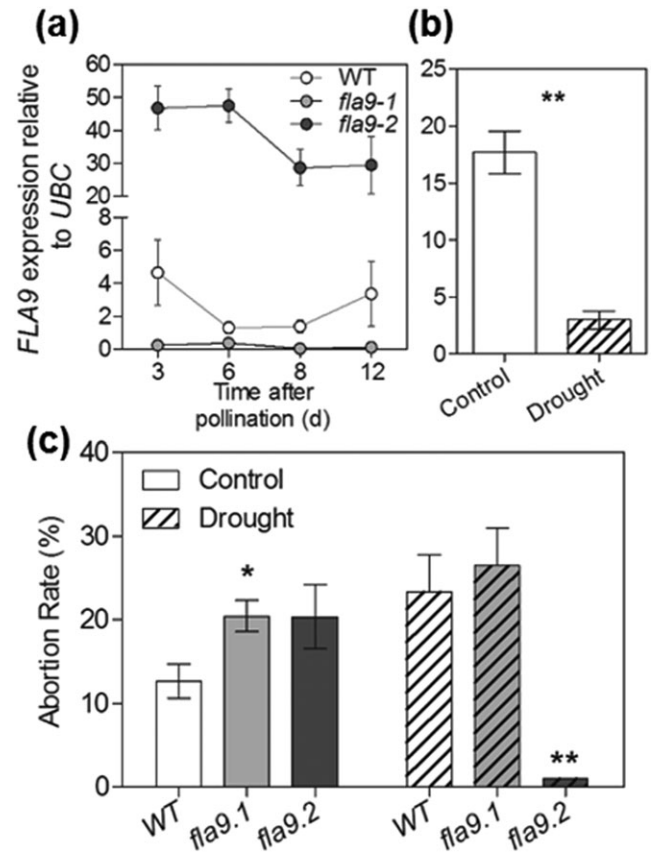 (a)
FLA9 expression relative
to UBC
60
50
40
30
20
8
6
4
2
0
WT
fla9-1
fla9-2
3 6 8 12
Time after
pollination (d)
(b)
25
20
15
10
5
0
**
Control
Drought
(c)
Abortion Rate (%)
40
30
20
10
0
Control
Drought
*
**
WT
fla9.1
fla9.2
WT
fla9.1
fla9.2